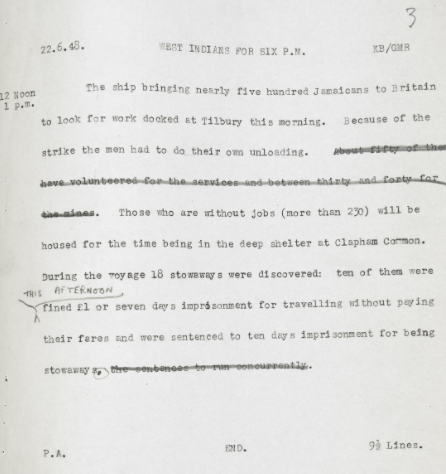 3
22.6.48. WEST INDIANS FOR SIX P.M. KB/GMR
12 Noon
1 p.m.
The ship bringing nearly five hundred Jamaicans to Britain
to look for work docked at Tilbury this morning. Because of the
strike the men had to do their own unloading. About fifty of them
have volunteered for the services and between thirty and forty for
the mines. Those who are without jobs (more than 230) will be
housed for the time being in the deep shelter at Clapham Common.
During the voyage 18 stowaways were discovered: ten of them were
THIS AFTERNOON
fined £1 or seven days imprisonment for travelling without paying
their fares and were sentenced to ten days imprisonment for being
stowaways, the sentences to run concurrently.
P.A. END. 9½ Lines.